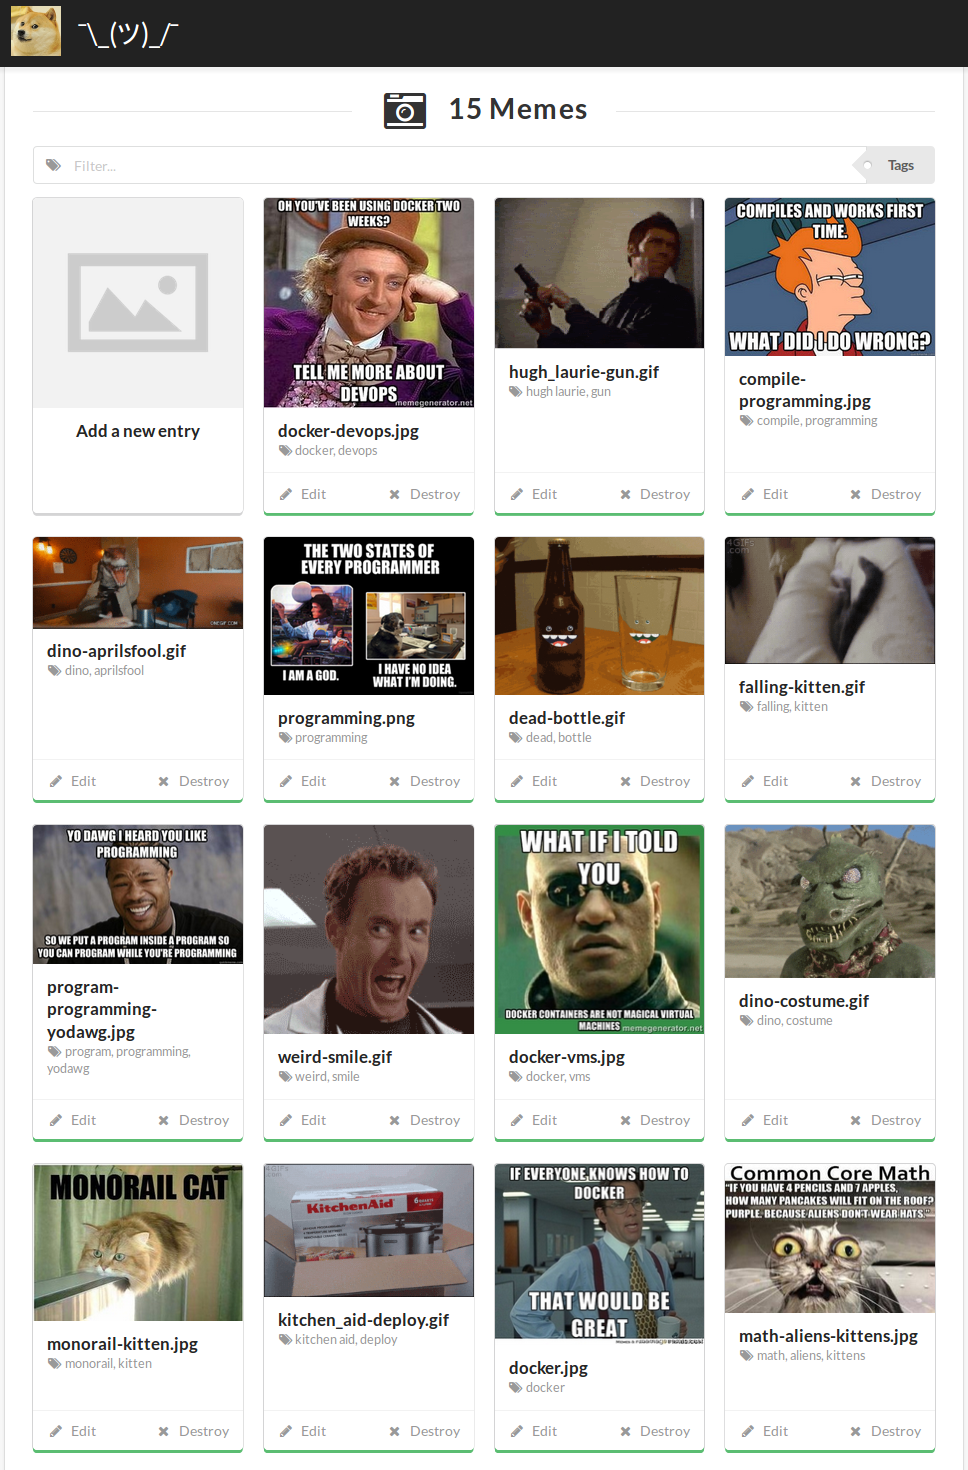 ¯\_(ツ)_/¯
15 Memes
Filter...
Tags
OH YOU'VE BEEN USING DOCKER TWO
WEEKS?
TELL ME MORE ABOUT
DEVOPS
memegenerator.net
COMPILES AND WORKS FIRST
TIME.
WHAT DID I DO WRONG?
Add a new entry
docker-devops.jpg
docker, devops
Edit
Destroy
hugh_laurie-gun.gif
hugh laurie, gun
Edit
Destroy
compile-
programming.jpg
compile, programming
Edit
Destroy
ONEGIF.COM
dino-aprilsfool.gif
dino, aprilsfool
Edit
Destroy
THE TWO STATES OF
EVERY PROGRAMMER
I AM A GOD.
I HAVE NO IDEA
WHAT I'M DOING.
programming.png
programming
Edit
Destroy
dead-bottle.gif
dead, bottle
Edit
Destroy
4GIFs
.com
falling-kitten.gif
falling, kitten
Edit
Destroy
YO DAWG I HEARD YOU LIKE
PROGRAMMING
SO WE PUT A PROGRAM INSIDE A PROGRAM SO
YOU CAN PROGRAM WHILE YOU'RE PROGRAMMING
program-
programming-
yodawg.jpg
program, programming,
yodawg
Edit
Destroy
weird-smile.gif
weird, smile
Edit
Destroy
WHAT IF I TOLD
YOU
DOCKER CONTAINERS ARE NOT MAGICAL VIRTUAL
MACHINES
memegenerator.net
docker-vms.jpg
docker, vms
Edit
Destroy
dino-costume.gif
dino, costume
Edit
Destroy
MONORAIL CAT
monorail-kitten.jpg
monorail, kitten
Edit
Destroy
4GIFs
.com
KitchenAid
6 QUARTS
kitchen_aid-deploy.gif
kitchen aid, deploy
Edit
Destroy
IF EVERYONE KNOWS HOW TO
DOCKER
THAT WOULD BE
GREAT
docker.jpg
docker
Edit
Destroy
Common Core Math
"IF YOU HAVE 4 PENCILS AND 7 APPLES,
HOW MANY PANCAKES WILL FIT ON THE ROOF?
PURPLE, BECAUSE ALIENS DON'T WEAR HATS."
math-aliens-kittens.jpg
math, aliens, kittens
Edit
Destroy